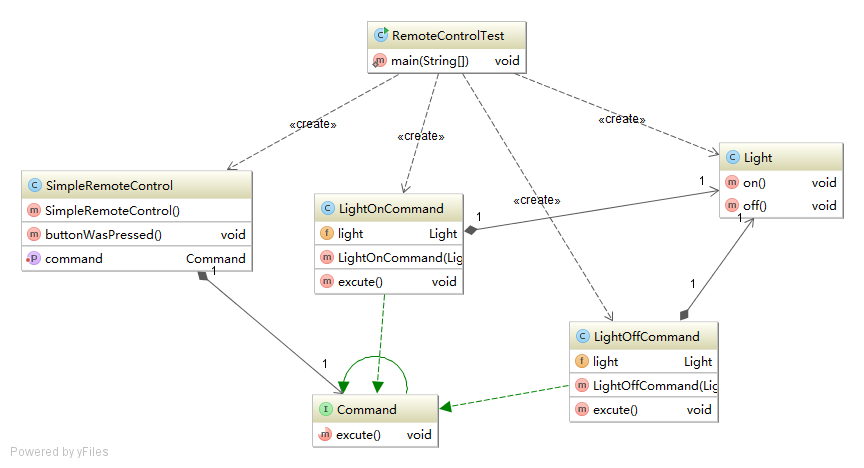 RemoteControlTest
main(String[]) void
«create»
«create»
«create»
«create»
SimpleRemoteControl
SimpleRemoteControl()
buttonWasPressed() void
command Command
LightOnCommand
light Light
LightOnCommand(Lig
excute() void
Light
on() void
off() void
LightOffCommand
light Light
LightOffCommand(Lig
excute() void
Command
excute() void
1
1
1
1
1
1
Powered by yFiles